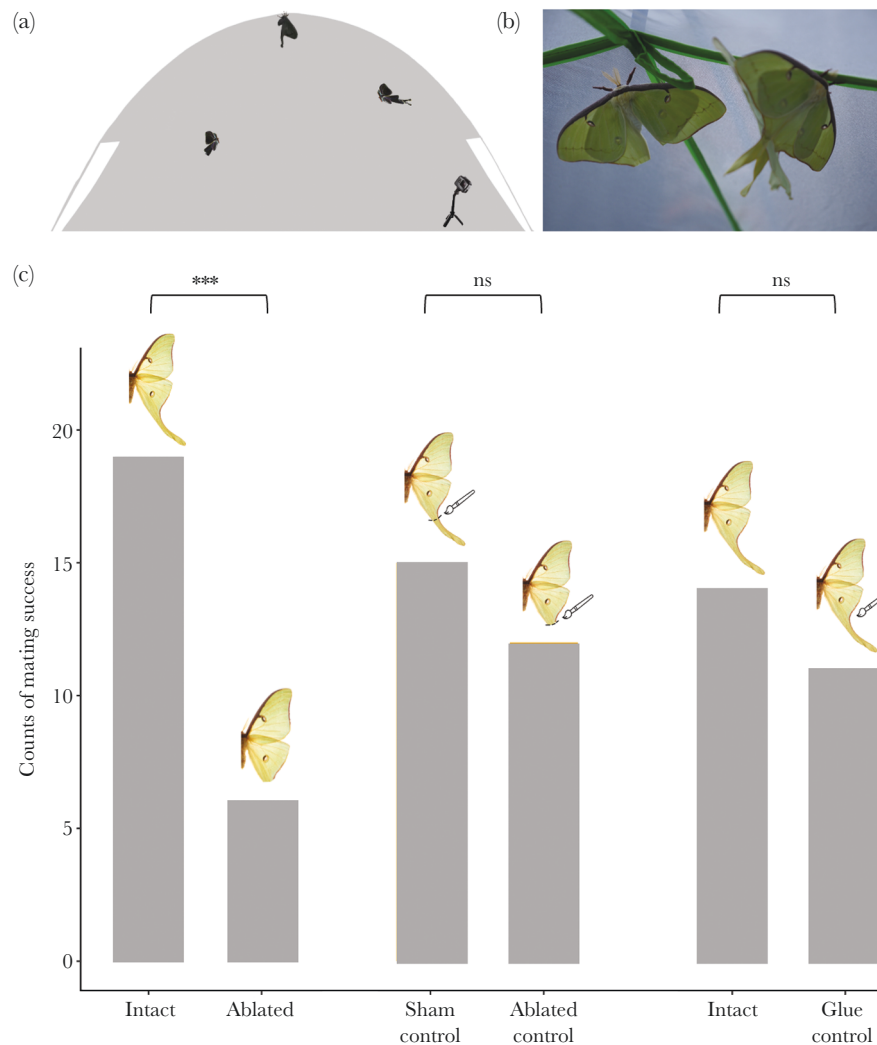 (a)
(b)
(c)
***
ns
ns
Counts of mating success
20
15
10
5
0
Intact
Ablated
Sham
control
Ablated
control
Intact
Glue
control